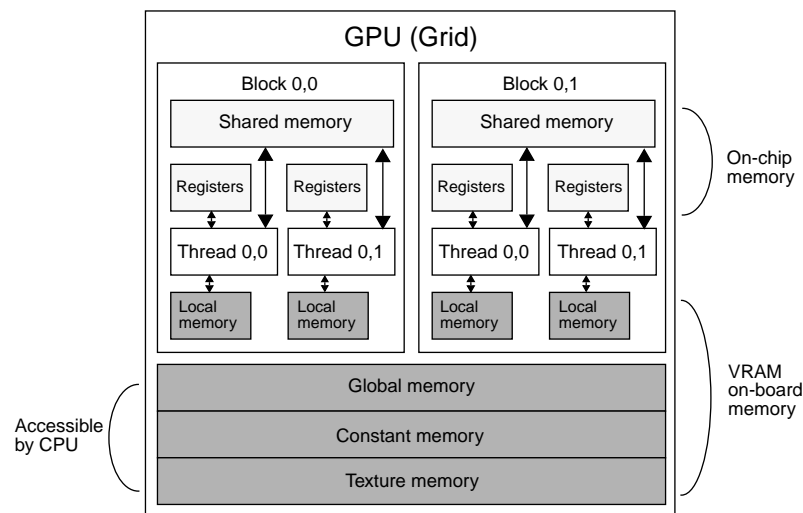 GPU (Grid)
Block 0,0
Shared memory
Registers
Registers
Thread 0,0
Thread 0,1
Local
memory
Local
memory
Block 0,1
Shared memory
Registers
Registers
Thread 0,0
Thread 0,1
Local
memory
Local
memory
On-chip
memory
Global memory
Constant memory
Texture memory
VRAM
on-board
memory
Accessible
by CPU